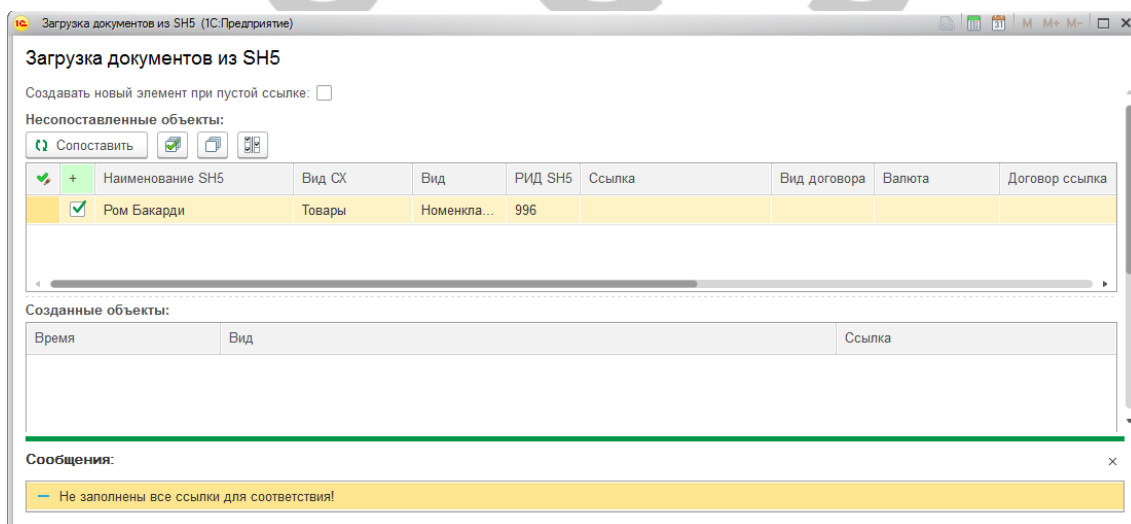 Загрузка документов из SH5 (1С:Предприятие)
31 M M+ M-
Загрузка документов из SH5
Создавать новый элемент при пустой ссылке:
Несопоставленные объекты:
Сопоставить
+ Наименование SH5 Вид СХ Вид РИД SH5 Ссылка Вид договора Валюта Договор ссылка
Ром Бакарди Товары Номенкла... 996
Созданные объекты:
Время Вид Ссылка
Сообщения:
Не заполнены все ссылки для соответствия!